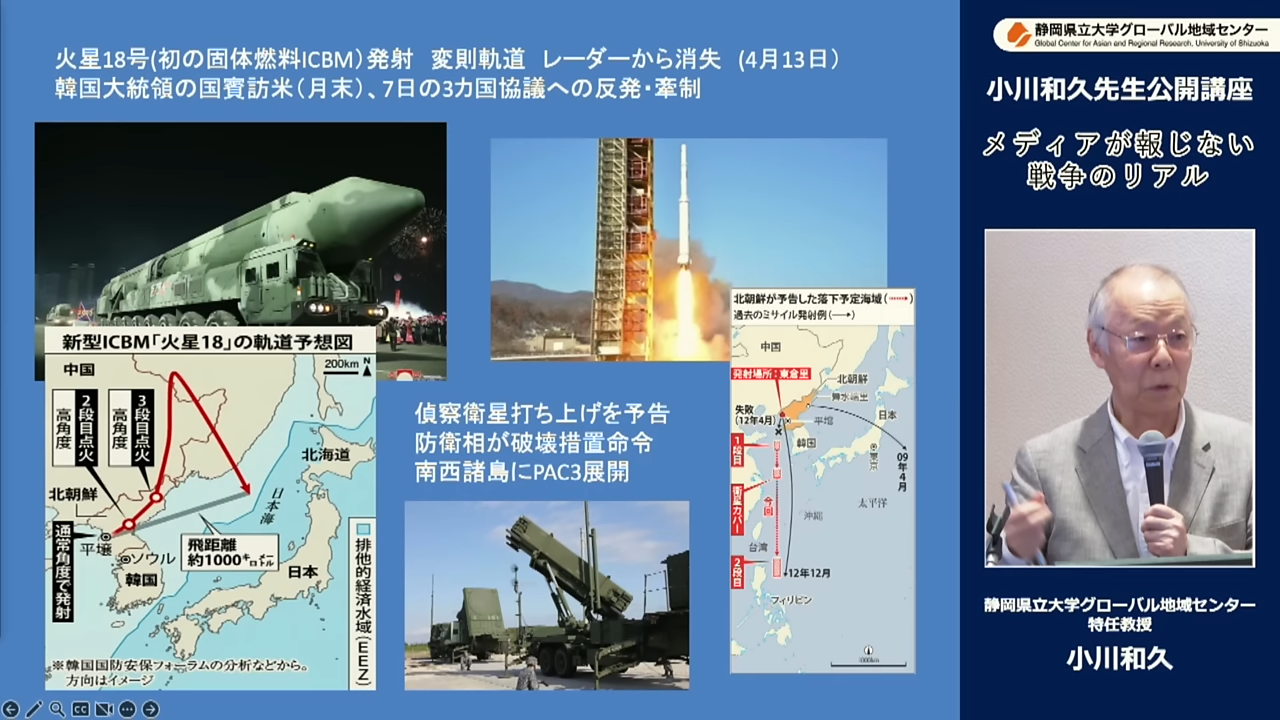 火星18号(初の固体燃料ICBM)発射　変則軌道　レーダーから消失　(4月13日)
韓国大統領の国賓訪米(月末)、7日の3カ国協議への反発・牽制
新型ICBM「火星18」の軌道予想図
中国
200km
N
2段目点火
高角度
3段目点火
高角度
北海道
北朝鮮
日本海
平壌
通常角度で発射
ソウル
韓国
飛距離
約1000キロメートル
日本
排他的経済水域(EEZ)
※韓国国防安保フォーラムの分析などから。
方向はイメージ
偵察衛星打ち上げを予告
防衛相が破壊措置命令
南西諸島にPAC3展開
北朝鮮が予告した落下予定海域(┅→)
過去のミサイル発射例(─→)
中国
発射場所:東倉里
北朝鮮
舞水端里
失敗
(12年4月)
平壌
日本
韓国
東京
1段目
09年4月
衛星カバー
今回
太平洋
沖縄
台湾
2段目
12年12月
フィリピン
1000km
静岡県立大学グローバル地域センター
Global Center for Asian and Regional Research, University of Shizuoka
小川和久先生公開講座
メディアが報じない
戦争のリアル
静岡県立大学グローバル地域センター
特任教授
小川和久
CC